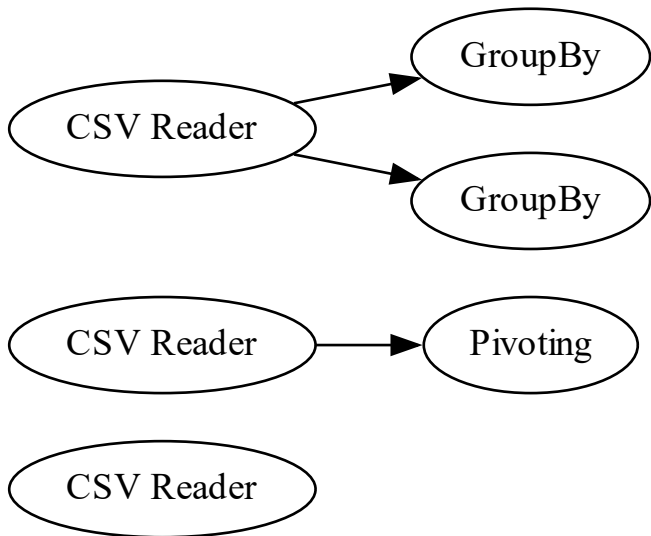 GroupBy
CSV Reader
GroupBy
CSV Reader
Pivoting
CSV Reader